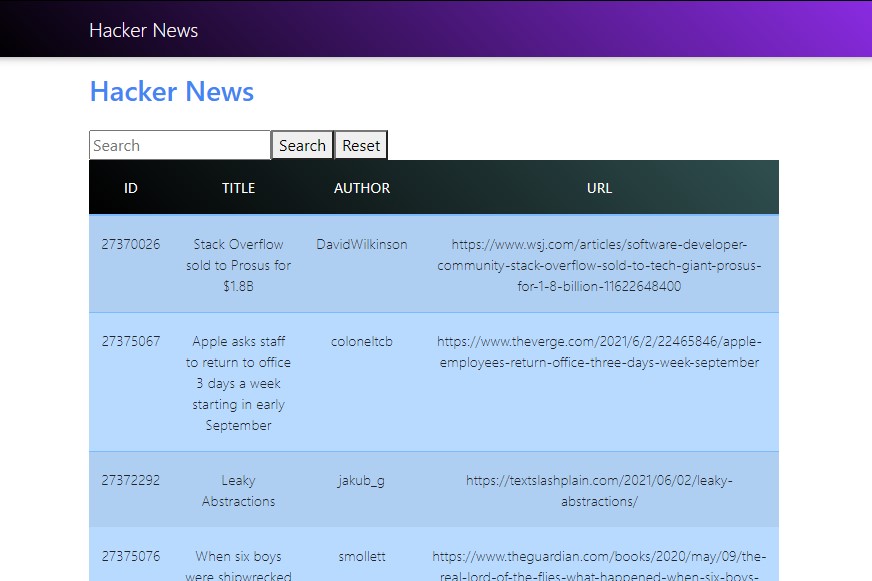 Hacker News
Hacker News
Search Search Reset
ID TITLE AUTHOR URL
27370026 Stack Overflow DavidWilkinson https://www.wsj.com/articles/software-developer-
sold to Prosus for community-stack-overflow-sold-to-tech-giant-prosus-
$1.8B for-1-8-billion-11622648400
27375067 Apple asks staff coloneltcb https://www.theverge.com/2021/6/2/22465846/apple-
to return to office employees-return-office-three-days-week-september
3 days a week
starting in early
September
27372292 Leaky jakub_g https://textslashplain.com/2021/06/02/leaky-
Abstractions abstractions/
27375076 When six boys smollett https://www.theguardian.com/books/2020/may/09/the-
were shipwrecked real-lord-of-the-flies-what-happened-when-six-boys-